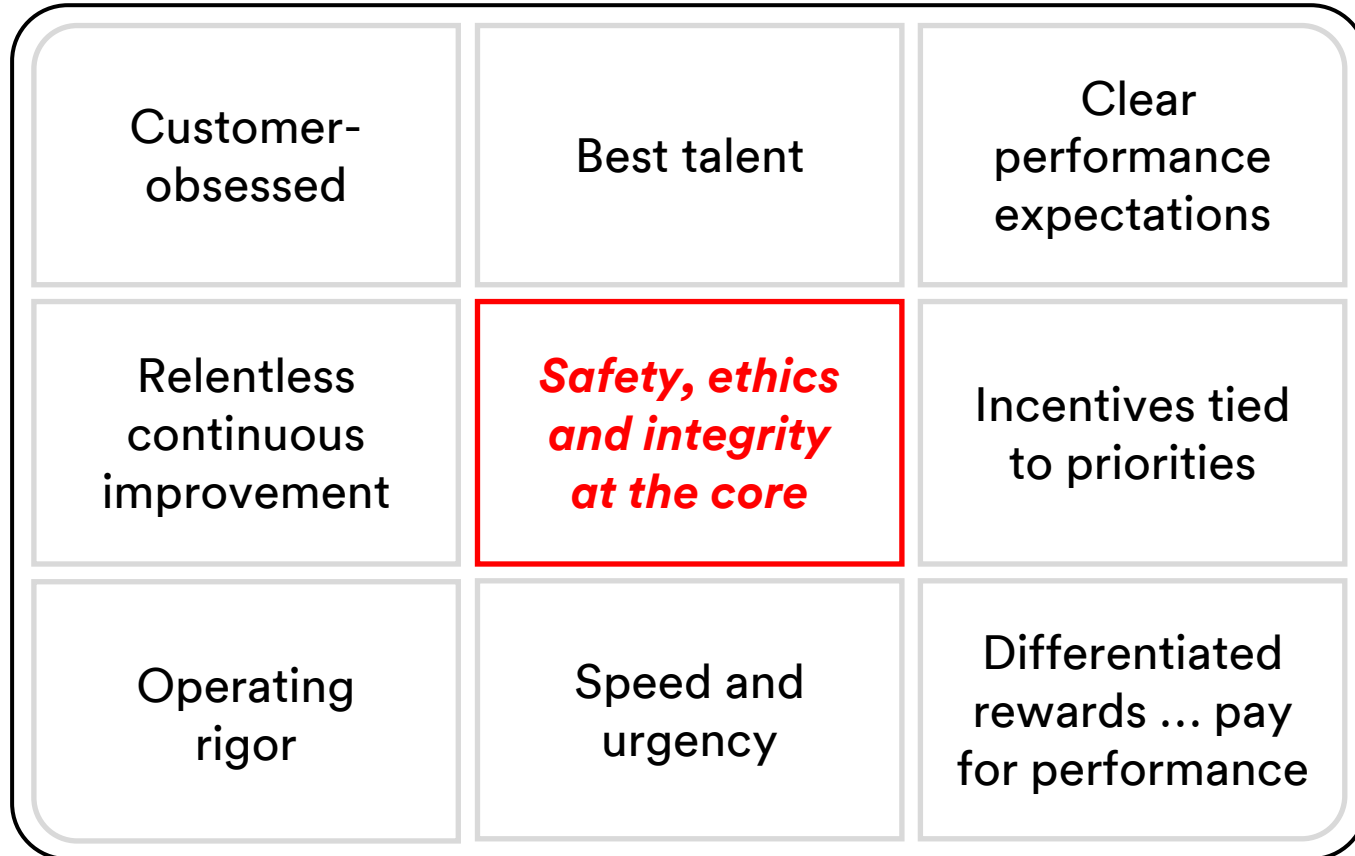 Customer-
obsessed
Best talent
Clear
performance
expectations
Relentless
continuous
improvement
Safety, ethics
and integrity
at the core
Incentives tied
to priorities
Operating
rigor
Speed and
urgency
Differentiated
rewards ... pay
for performance